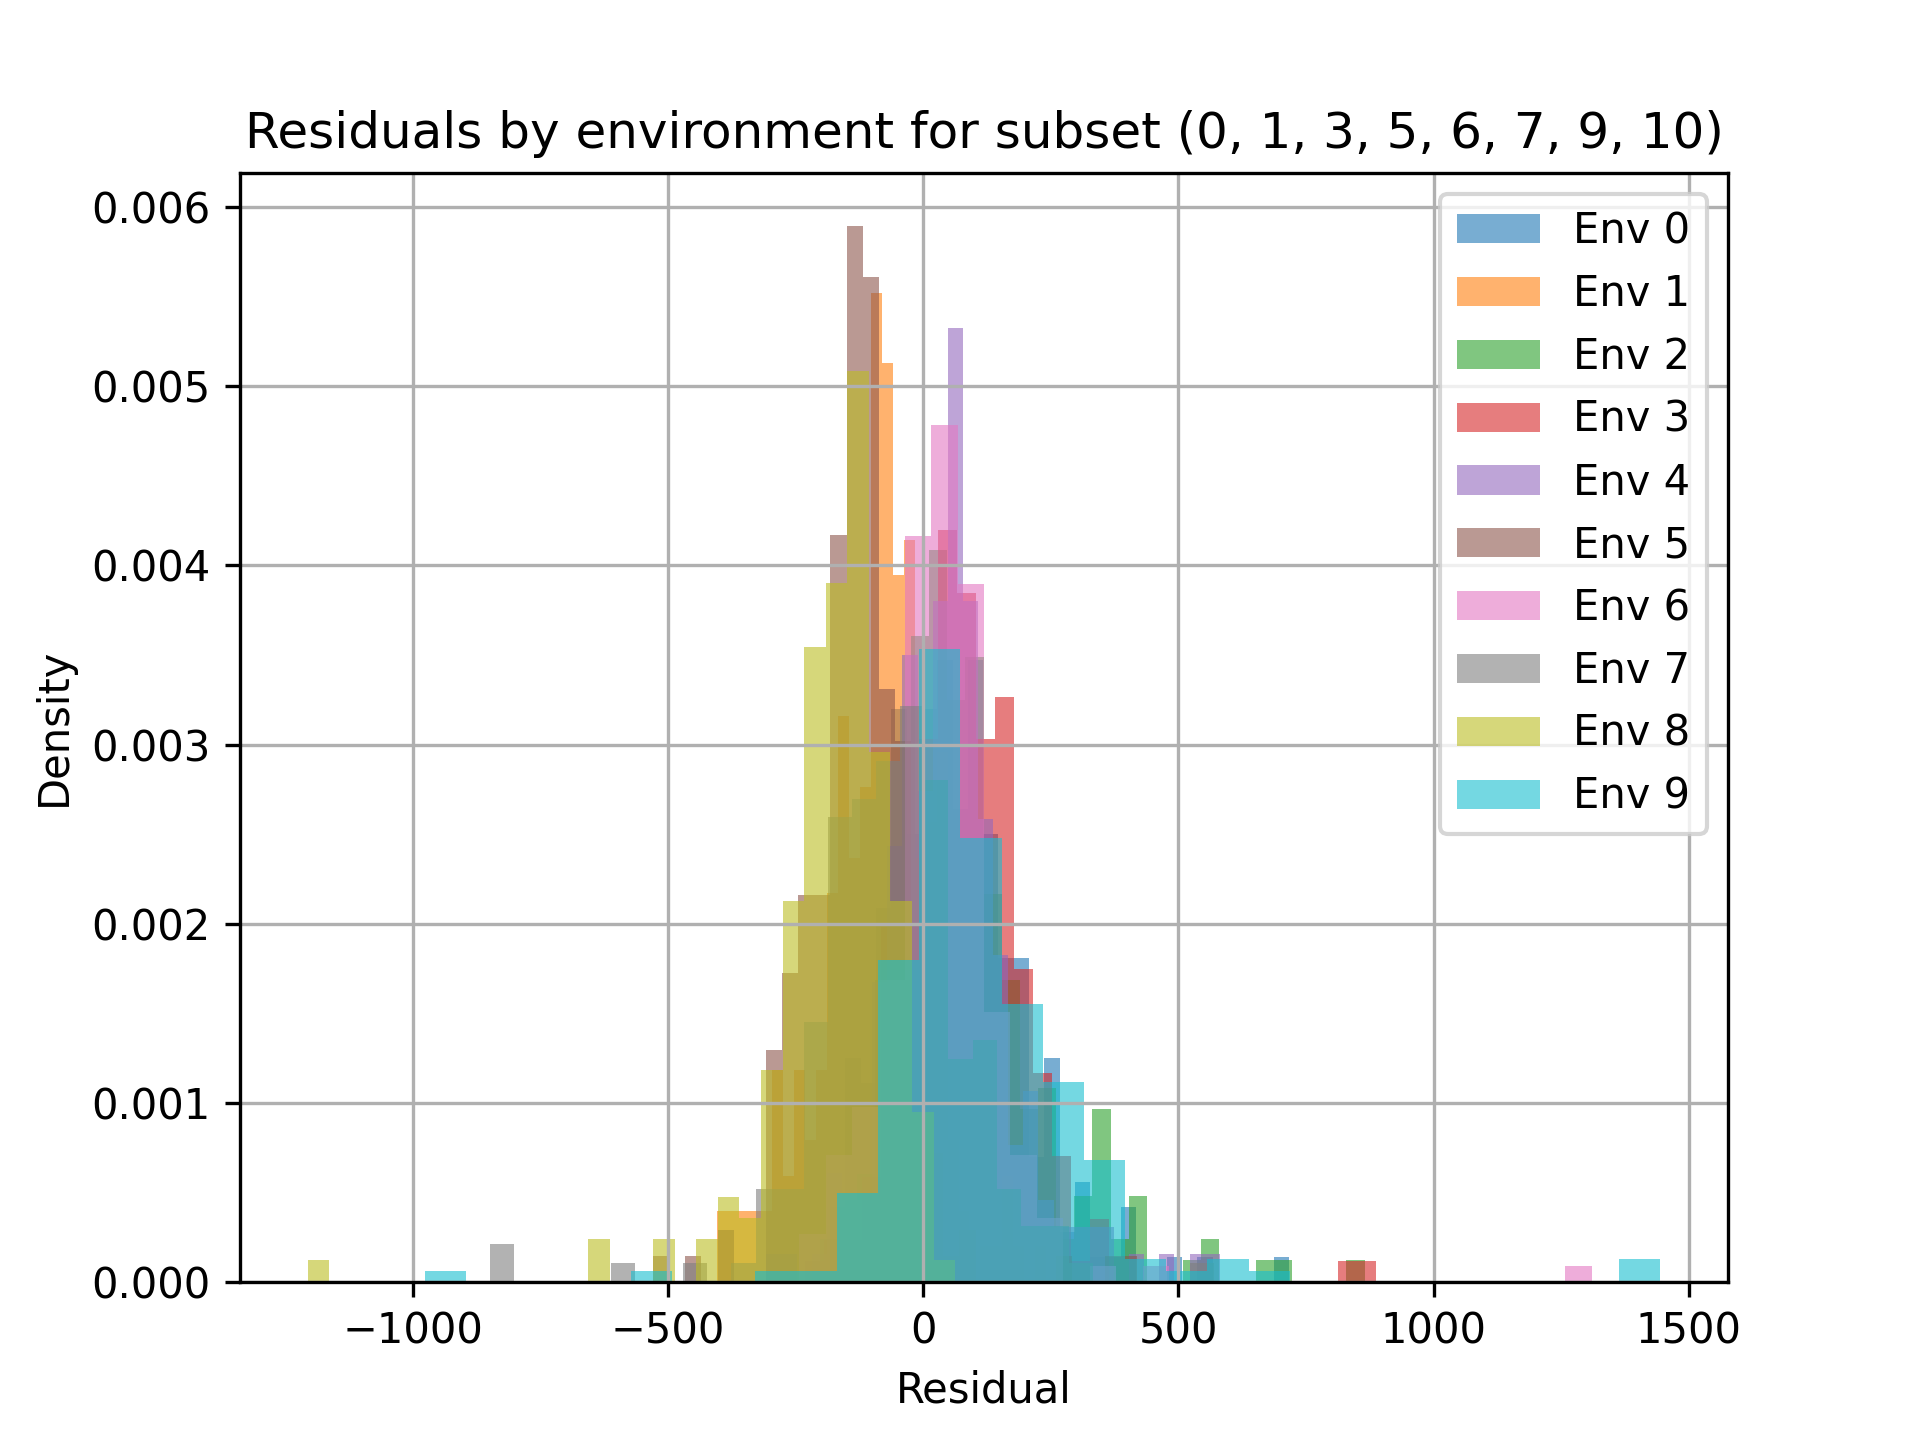 Residuals by environment for subset (0, 1, 3, 5, 6, 7, 9, 10)
0.006
0.005
0.004
0.003
0.002
0.001
0.000
Density
Env 0
Env 1
Env 2
Env 3
Env 4
Env 5
Env 6
Env 7
Env 8
Env 9
−1000 −500 0 500 1000 1500
Residual